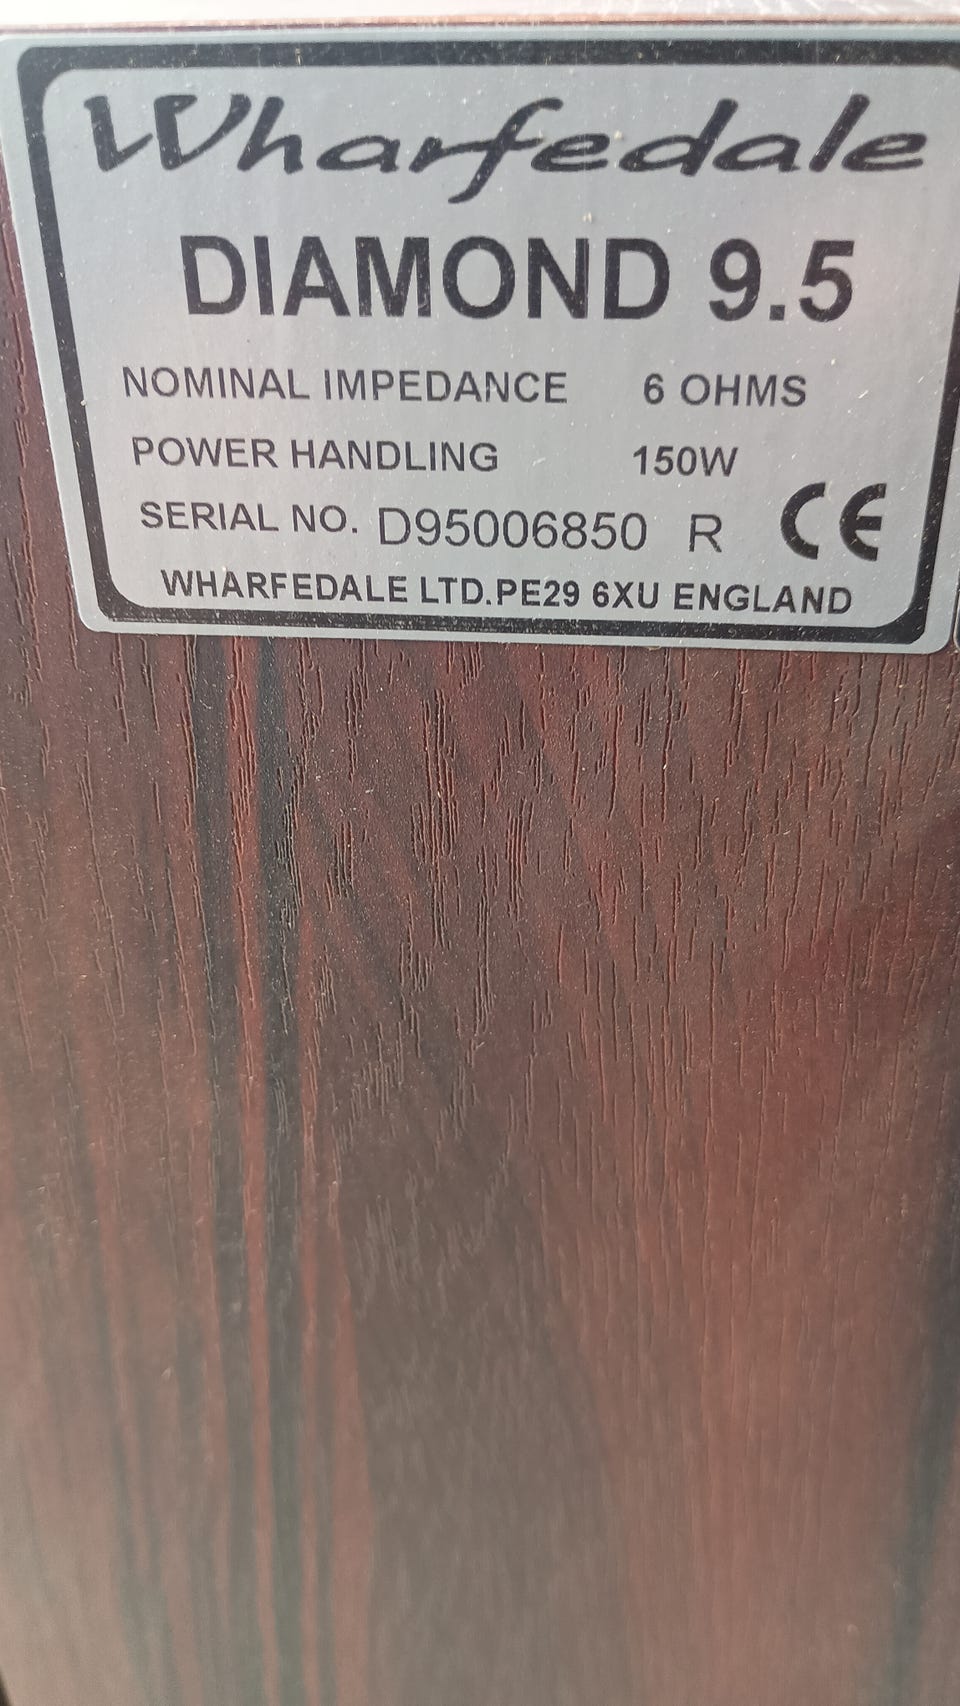 Wharfedale
DIAMOND 9.5
NOMINAL IMPEDANCE 6 OHMS
POWER HANDLING 150W
SERIAL NO. D95006850 R CE
WHARFEDALE LTD.PE29 6XU ENGLAND